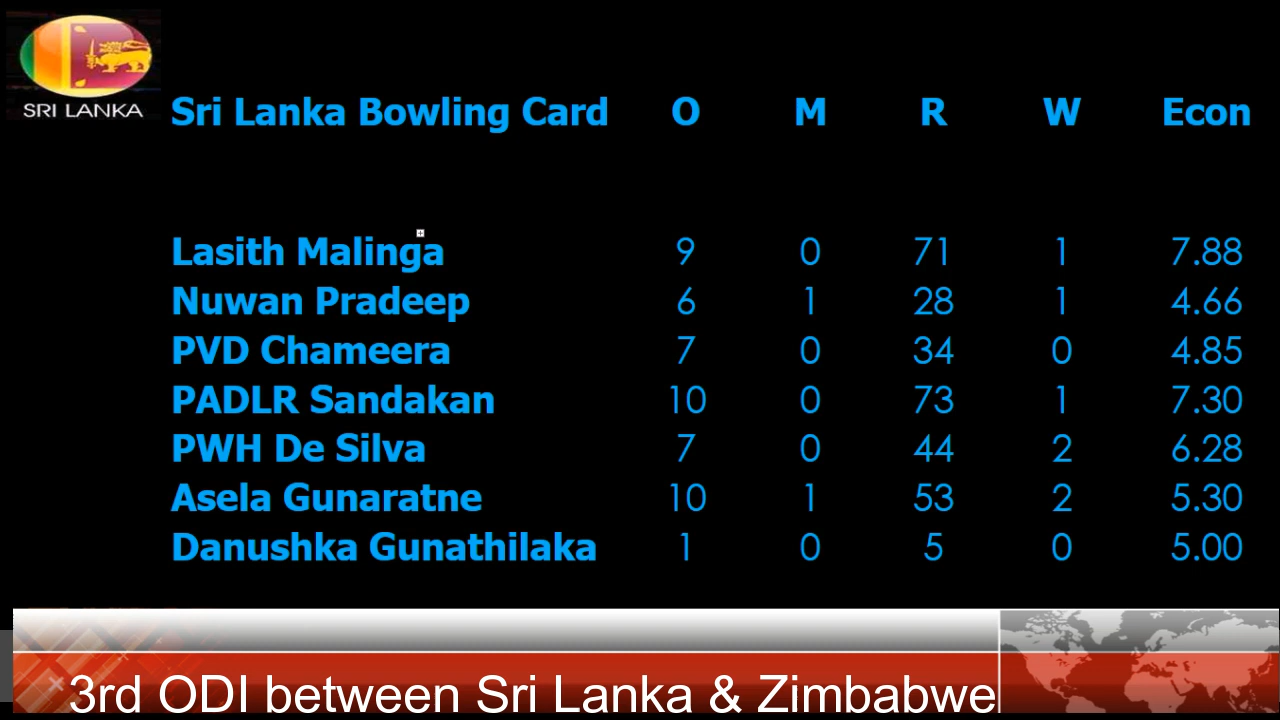 SRI LANKA
Sri Lanka Bowling Card O M R W Econ
Lasith Malinga 9 0 71 1 7.88
Nuwan Pradeep 6 1 28 1 4.66
PVD Chameera 7 0 34 0 4.85
PADLR Sandakan 10 0 73 1 7.30
PWH De Silva 7 0 44 2 6.28
Asela Gunaratne 10 1 53 2 5.30
Danushka Gunathilaka 1 0 5 0 5.00
3rd ODI between Sri Lanka & Zimbabwe